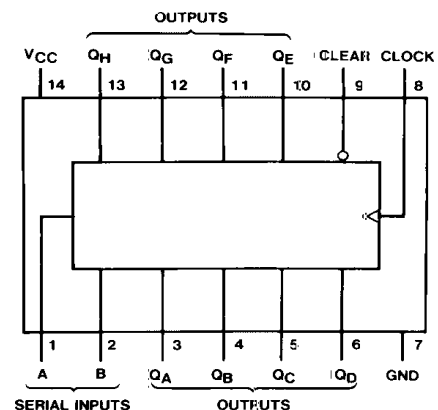 OUTPUTS
VCC QH QG QF QE CLEAR CLOCK
14 13 12 11 10 9 8
1 2 3 4 5 6 7
A B QA QB QC QD GND
SERIAL INPUTS OUTPUTS